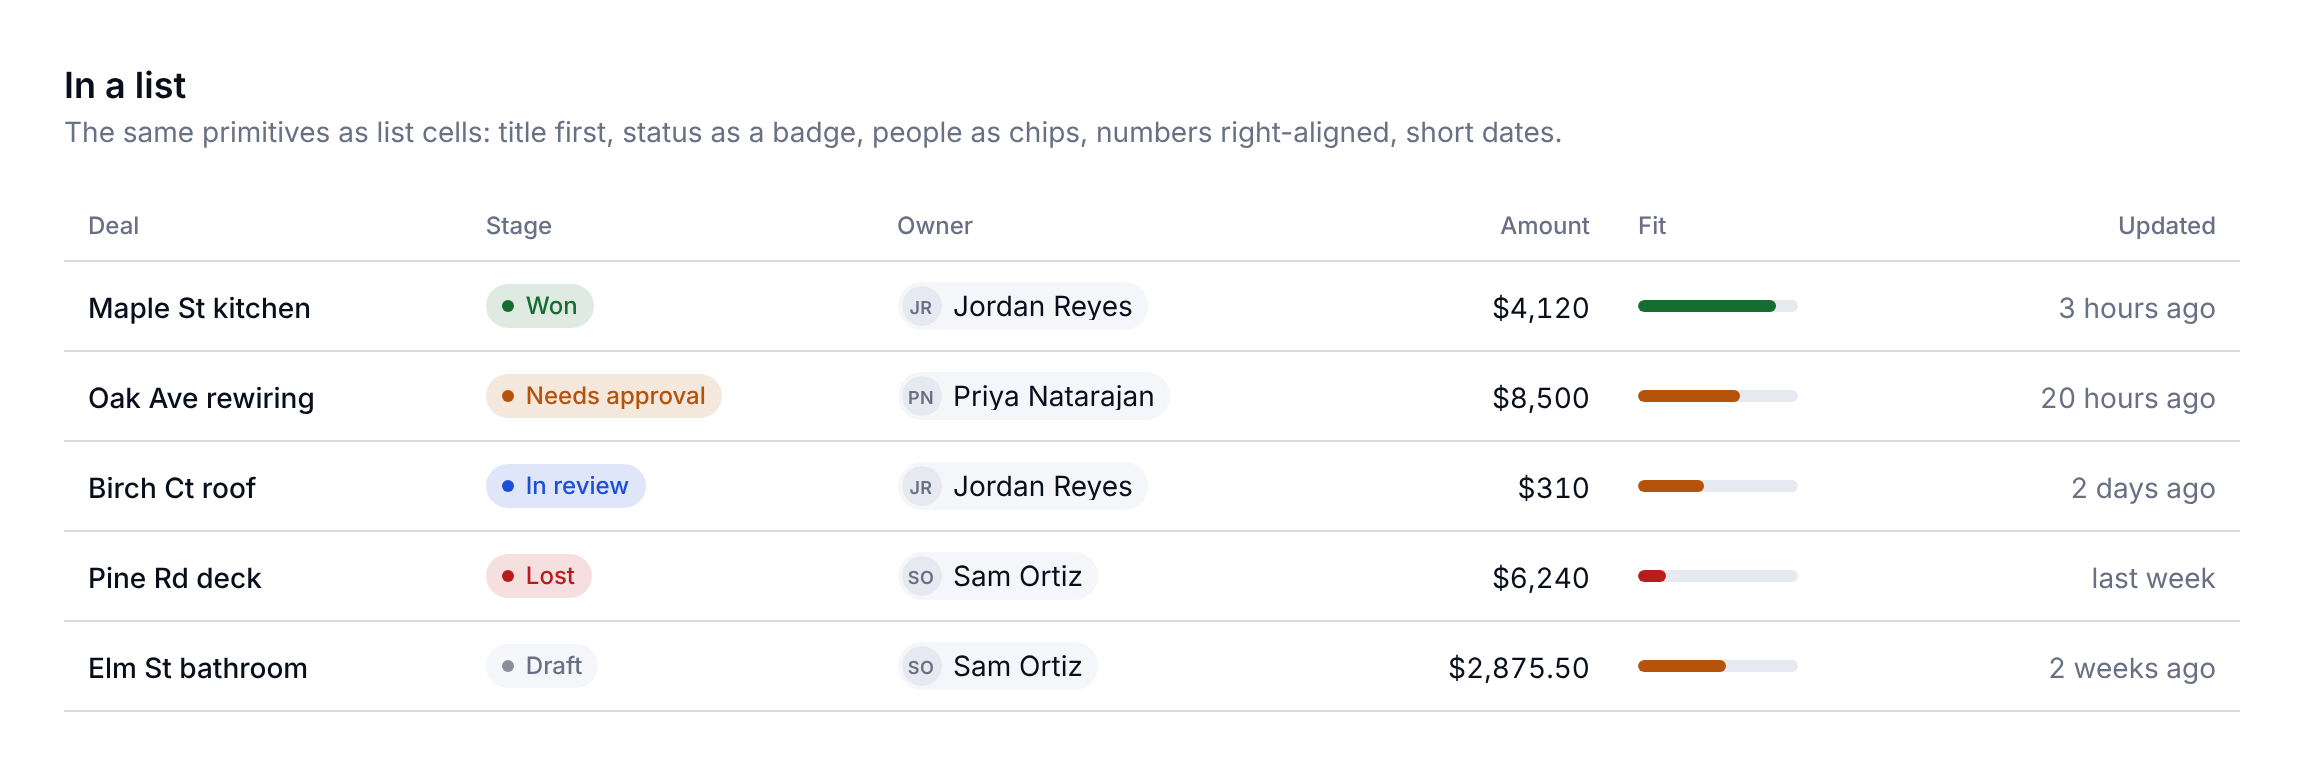 In a list
The same primitives as list cells: title first, status as a badge, people as chips, numbers right-aligned, short dates.
Deal Stage Owner Amount Fit Updated
Maple St kitchen Won JR Jordan Reyes $4,120 3 hours ago
Oak Ave rewiring Needs approval PN Priya Natarajan $8,500 20 hours ago
Birch Ct roof In review JR Jordan Reyes $310 2 days ago
Pine Rd deck Lost SO Sam Ortiz $6,240 last week
Elm St bathroom Draft SO Sam Ortiz $2,875.50 2 weeks ago